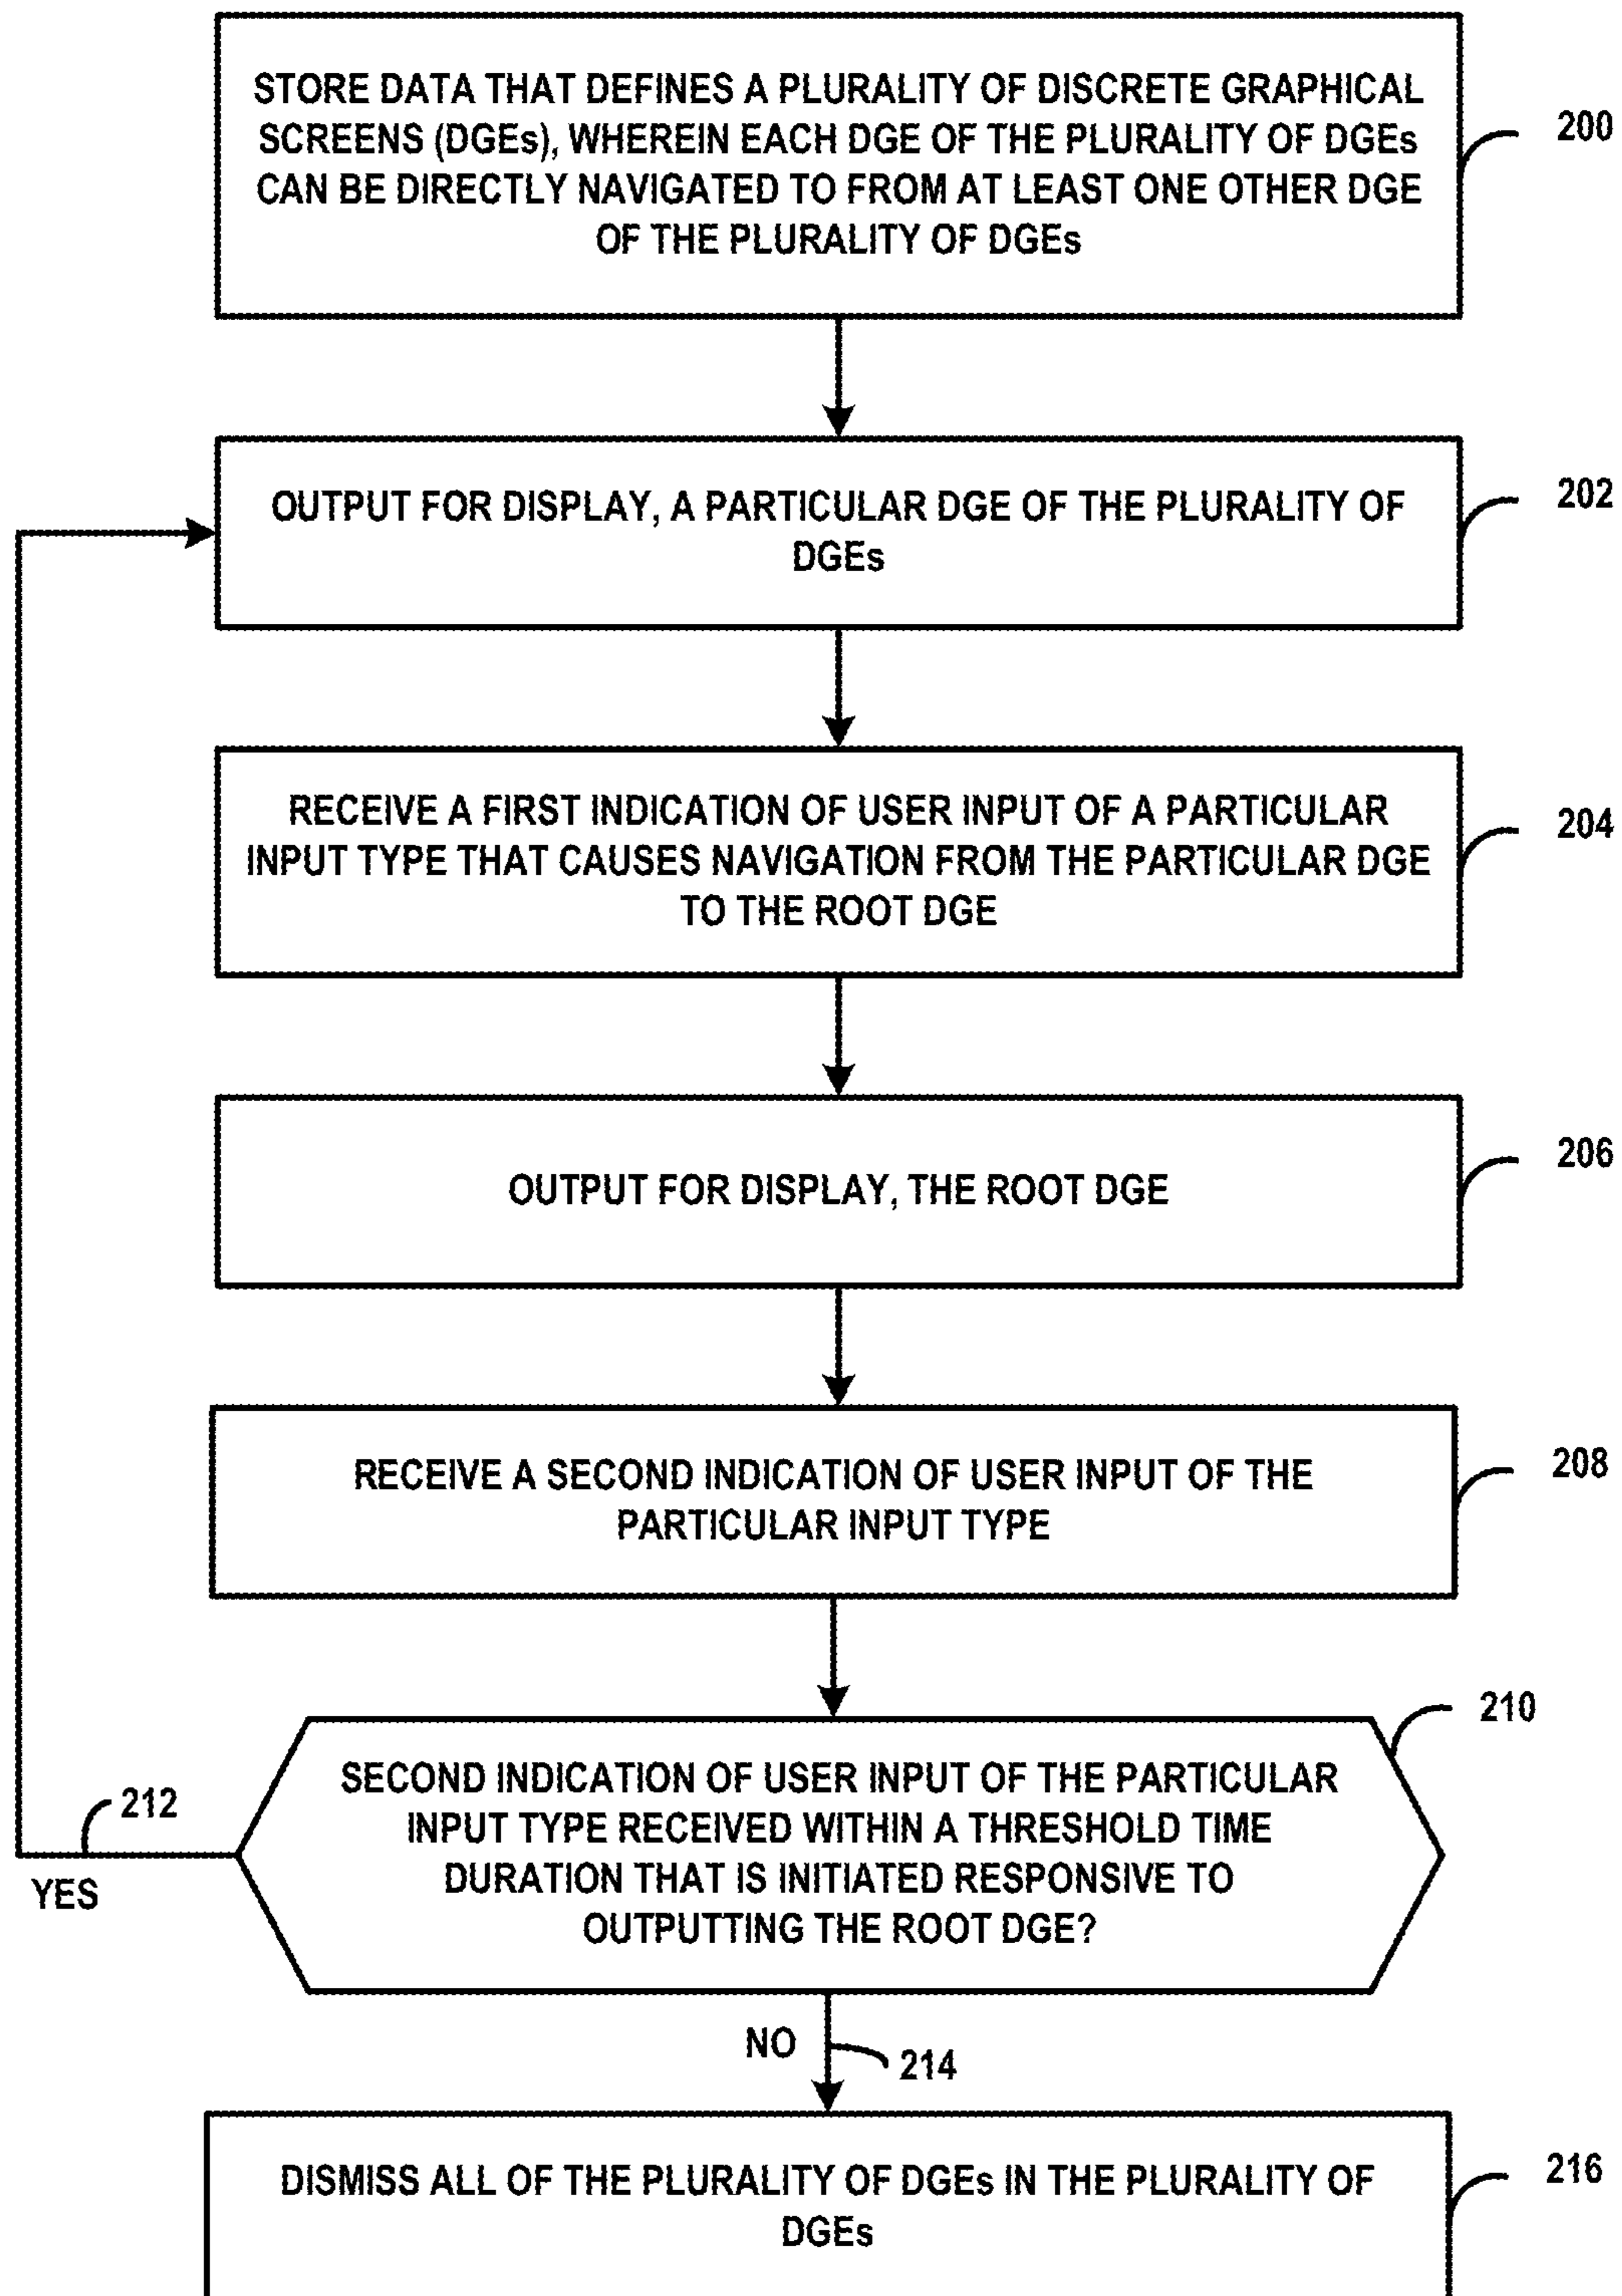 STORE DATA THAT DEFINES A PLURALITY OF DISCRETE GRAPHICAL
SCREENS (DGEs), WHEREIN EACH DGE OF THE PLURALITY OF DGEs
CAN BE DIRECTLY NAVIGATED TO FROM AT LEAST ONE OTHER DGE
OF THE PLURALITY OF DGEs
200
OUTPUT FOR DISPLAY, A PARTICULAR DGE OF THE PLURALITY OF
DGEs
202
RECEIVE A FIRST INDICATION OF USER INPUT OF A PARTICULAR
INPUT TYPE THAT CAUSES NAVIGATION FROM THE PARTICULAR DGE
TO THE ROOT DGE
204
OUTPUT FOR DISPLAY, THE ROOT DGE
206
RECEIVE A SECOND INDICATION OF USER INPUT OF THE
PARTICULAR INPUT TYPE
208
SECOND INDICATION OF USER INPUT OF THE PARTICULAR
INPUT TYPE RECEIVED WITHIN A THRESHOLD TIME
DURATION THAT IS INITIATED RESPONSIVE TO
OUTPUTTING THE ROOT DGE?
210
212
YES
NO
214
DISMISS ALL OF THE PLURALITY OF DGEs IN THE PLURALITY OF
DGEs
216